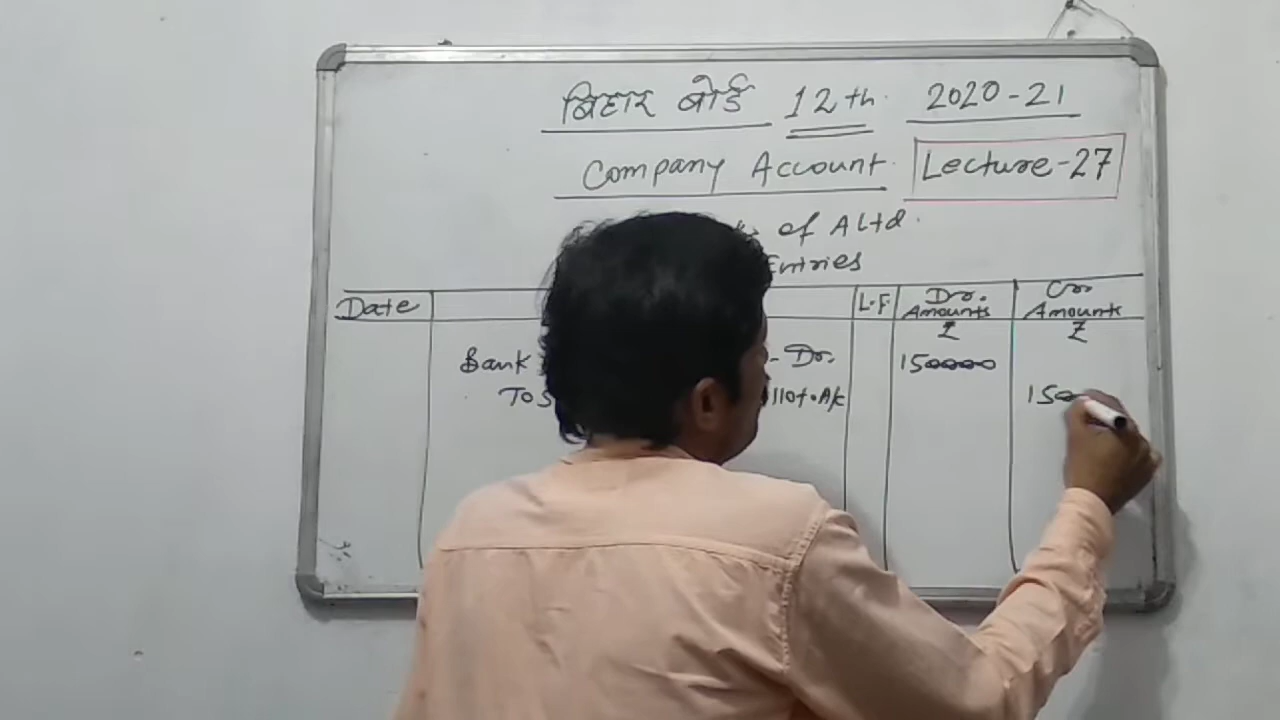 बिहार बोर्ड 12th 2020-21
Company Account Lecture-27
of A Ltd.
Entries
Date L.F. Dr. Amounts ₹ Cr. Amounts ₹
Bank - Dr. 150000
To S A/c 150